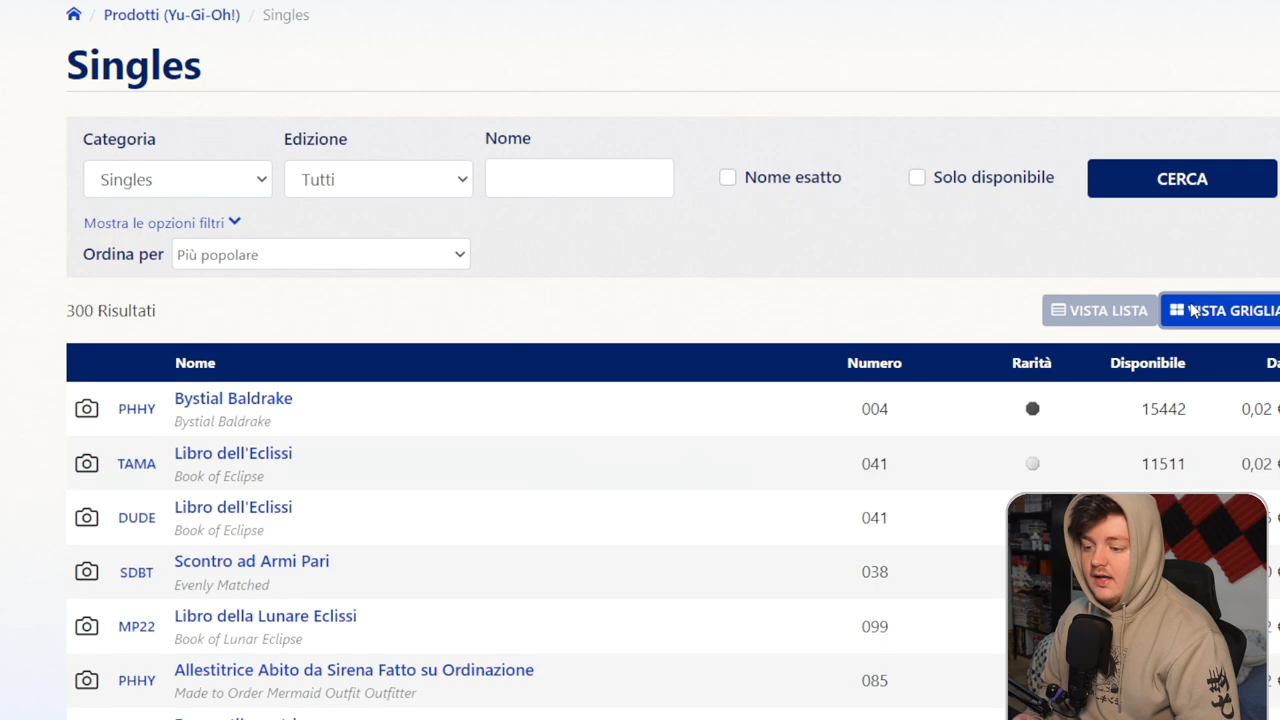 / Prodotti (Yu-Gi-Oh!) / Singles
Singles
Categoria Edizione Nome
Singles Tutti Nome esatto Solo disponibile CERCA
Mostra le opzioni filtri
Ordina per Più popolare
300 Risultati VISTA LISTA VISTA GRIGLIA
Nome Numero Rarità Disponibile
PHHY Bystial Baldrake 004 15442 0,02 €
Bystial Baldrake
TAMA Libro dell'Eclissi 041 11511 0,02 €
Book of Eclipse
DUDE Libro dell'Eclissi 041
Book of Eclipse
SDBT Scontro ad Armi Pari 038
Evenly Matched
MP22 Libro della Lunare Eclissi 099
Book of Lunar Eclipse
PHHY Allestitrice Abito da Sirena Fatto su Ordinazione 085
Made to Order Mermaid Outfit Outfitter